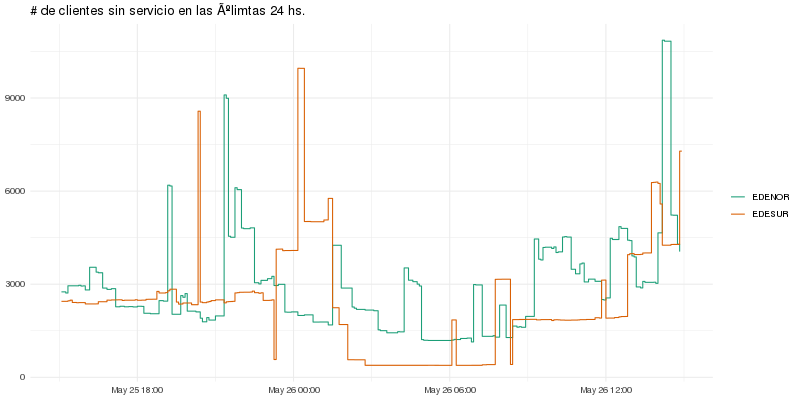 # de clientes sin servicio en las Ãºlimtas 24 hs.
9000
6000
3000
0
May 25 18:00
May 26 00:00
May 26 06:00
May 26 12:00
EDENOR
EDESUR